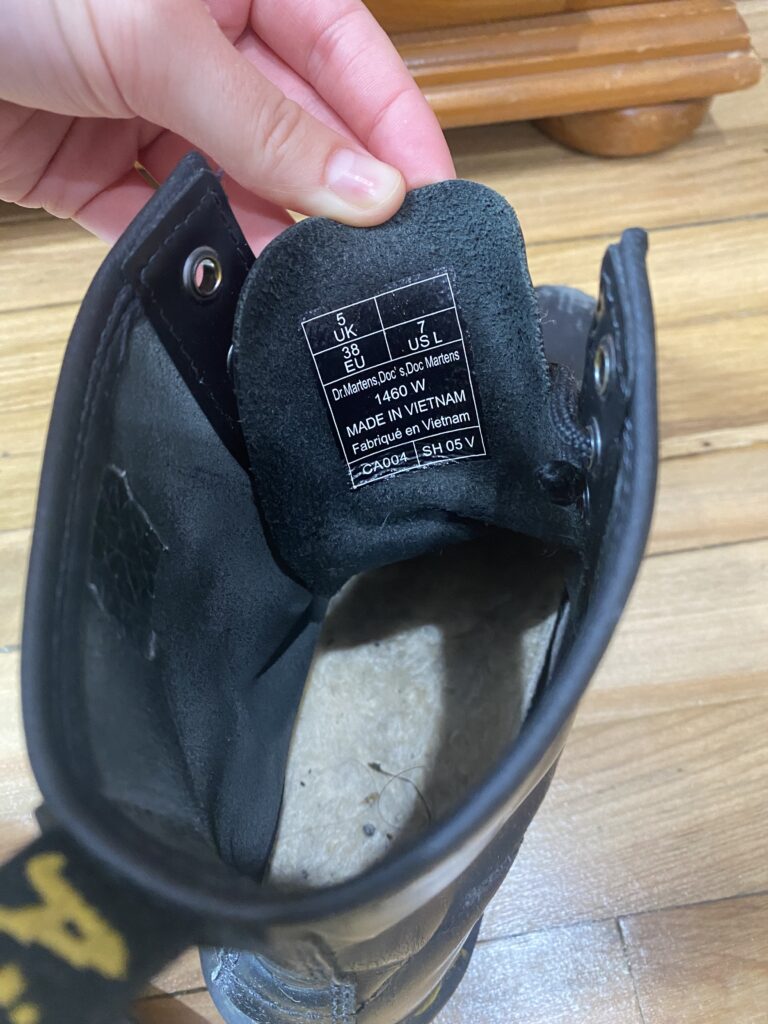 5
UK
38
EU
7
US L
Dr.Martens,Doc's,Doc Martens
1460 W
MADE IN VIETNAM
Fabriqué en Vietnam
CA004
SH 05 V